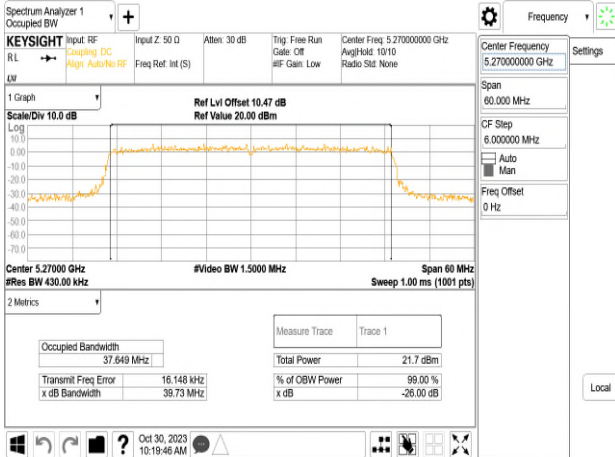 Spectrum Analyzer 1
Occupied BW
KEYSIGHT
RL
Input: RF
Coupling: DC
Align: Auto/No RF
Input Z: 50 Ω
Freq Ref: Int (S)
Atten: 30 dB
Trig: Free Run
Gate: Off
#IF Gain: Low
Center Freq: 5.270000000 GHz
Avg|Hold: 10/10
Radio Std: None
1 Graph
Scale/Div 10.0 dB
Ref Lvl Offset 10.47 dB
Ref Value 20.00 dBm
Log
10.0
0.00
-10.0
-20.0
-30.0
-40.0
-50.0
-60.0
-70.0
Center 5.27000 GHz
#Res BW 430.00 kHz
#Video BW 1.5000 MHz
Span 60 MHz
Sweep 1.00 ms (1001 pts)
2 Metrics
Measure Trace Trace 1
Occupied Bandwidth
37.649 MHz
Total Power 21.7 dBm
Transmit Freq Error 16.148 kHz
% of OBW Power 99.00 %
x dB Bandwidth 39.73 MHz
x dB -26.00 dB
Oct 30, 2023
10:19:46 AM
Frequency
Center Frequency
5.270000000 GHz
Settings
Span
60.000 MHz
CF Step
6.000000 MHz
Auto
Man
Freq Offset
0 Hz
Local